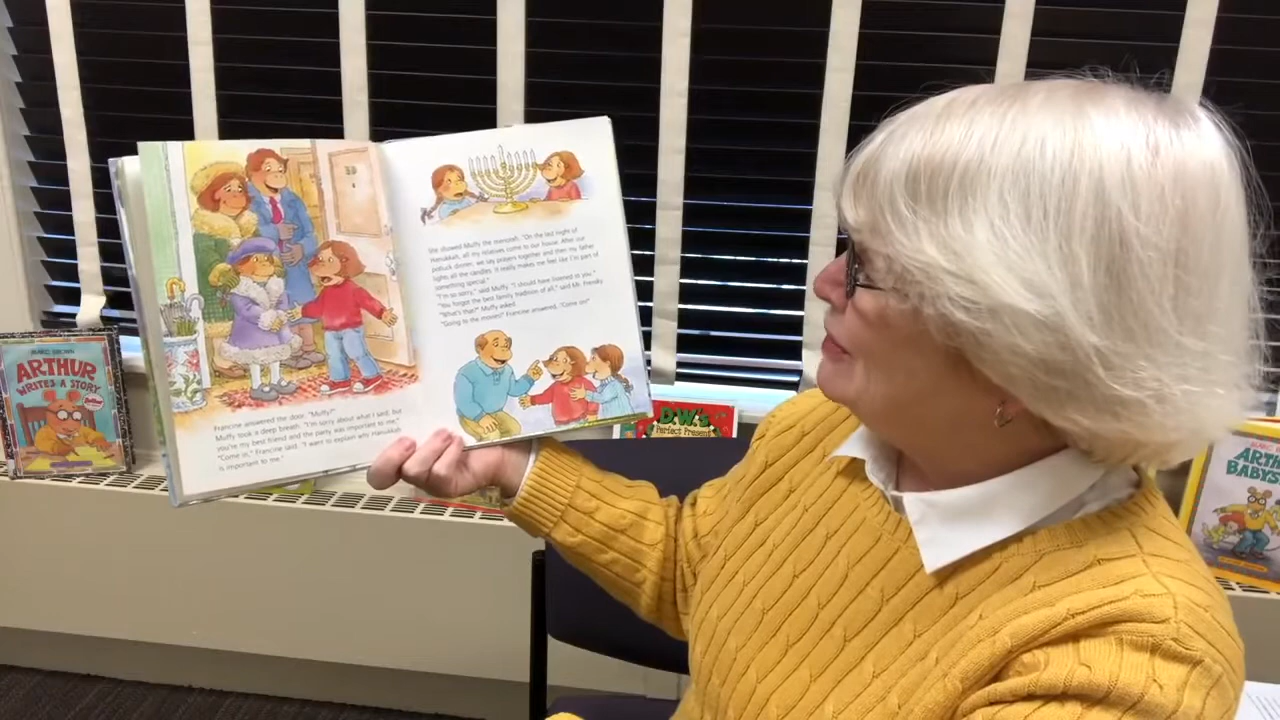 MARC BROWN
ARTHUR
WRITES A STORY
Francine answered the door. "Muffy?"
Muffy took a deep breath. "I'm sorry about what I said, but
you're my best friend and the party was important to me."
"Come in," Francine said. "I want to explain why Hanukkah
is important to me."
She showed Muffy the menorah. "On the last night of
Hanukkah, all my relatives come to our house. After our
potluck dinner, we say prayers together and then my father
lights all the candles. It really makes me feel like I'm part of
something special."
"I'm so sorry," said Muffy. "I should have listened to you."
"You forgot the best family tradition of all," said Mr. Frensky.
"What's that?" Muffy asked.
"Going to the movies!" Francine answered. "Come on!"
D.W.'s
Perfect Present
MARC
ARTH
BABYS